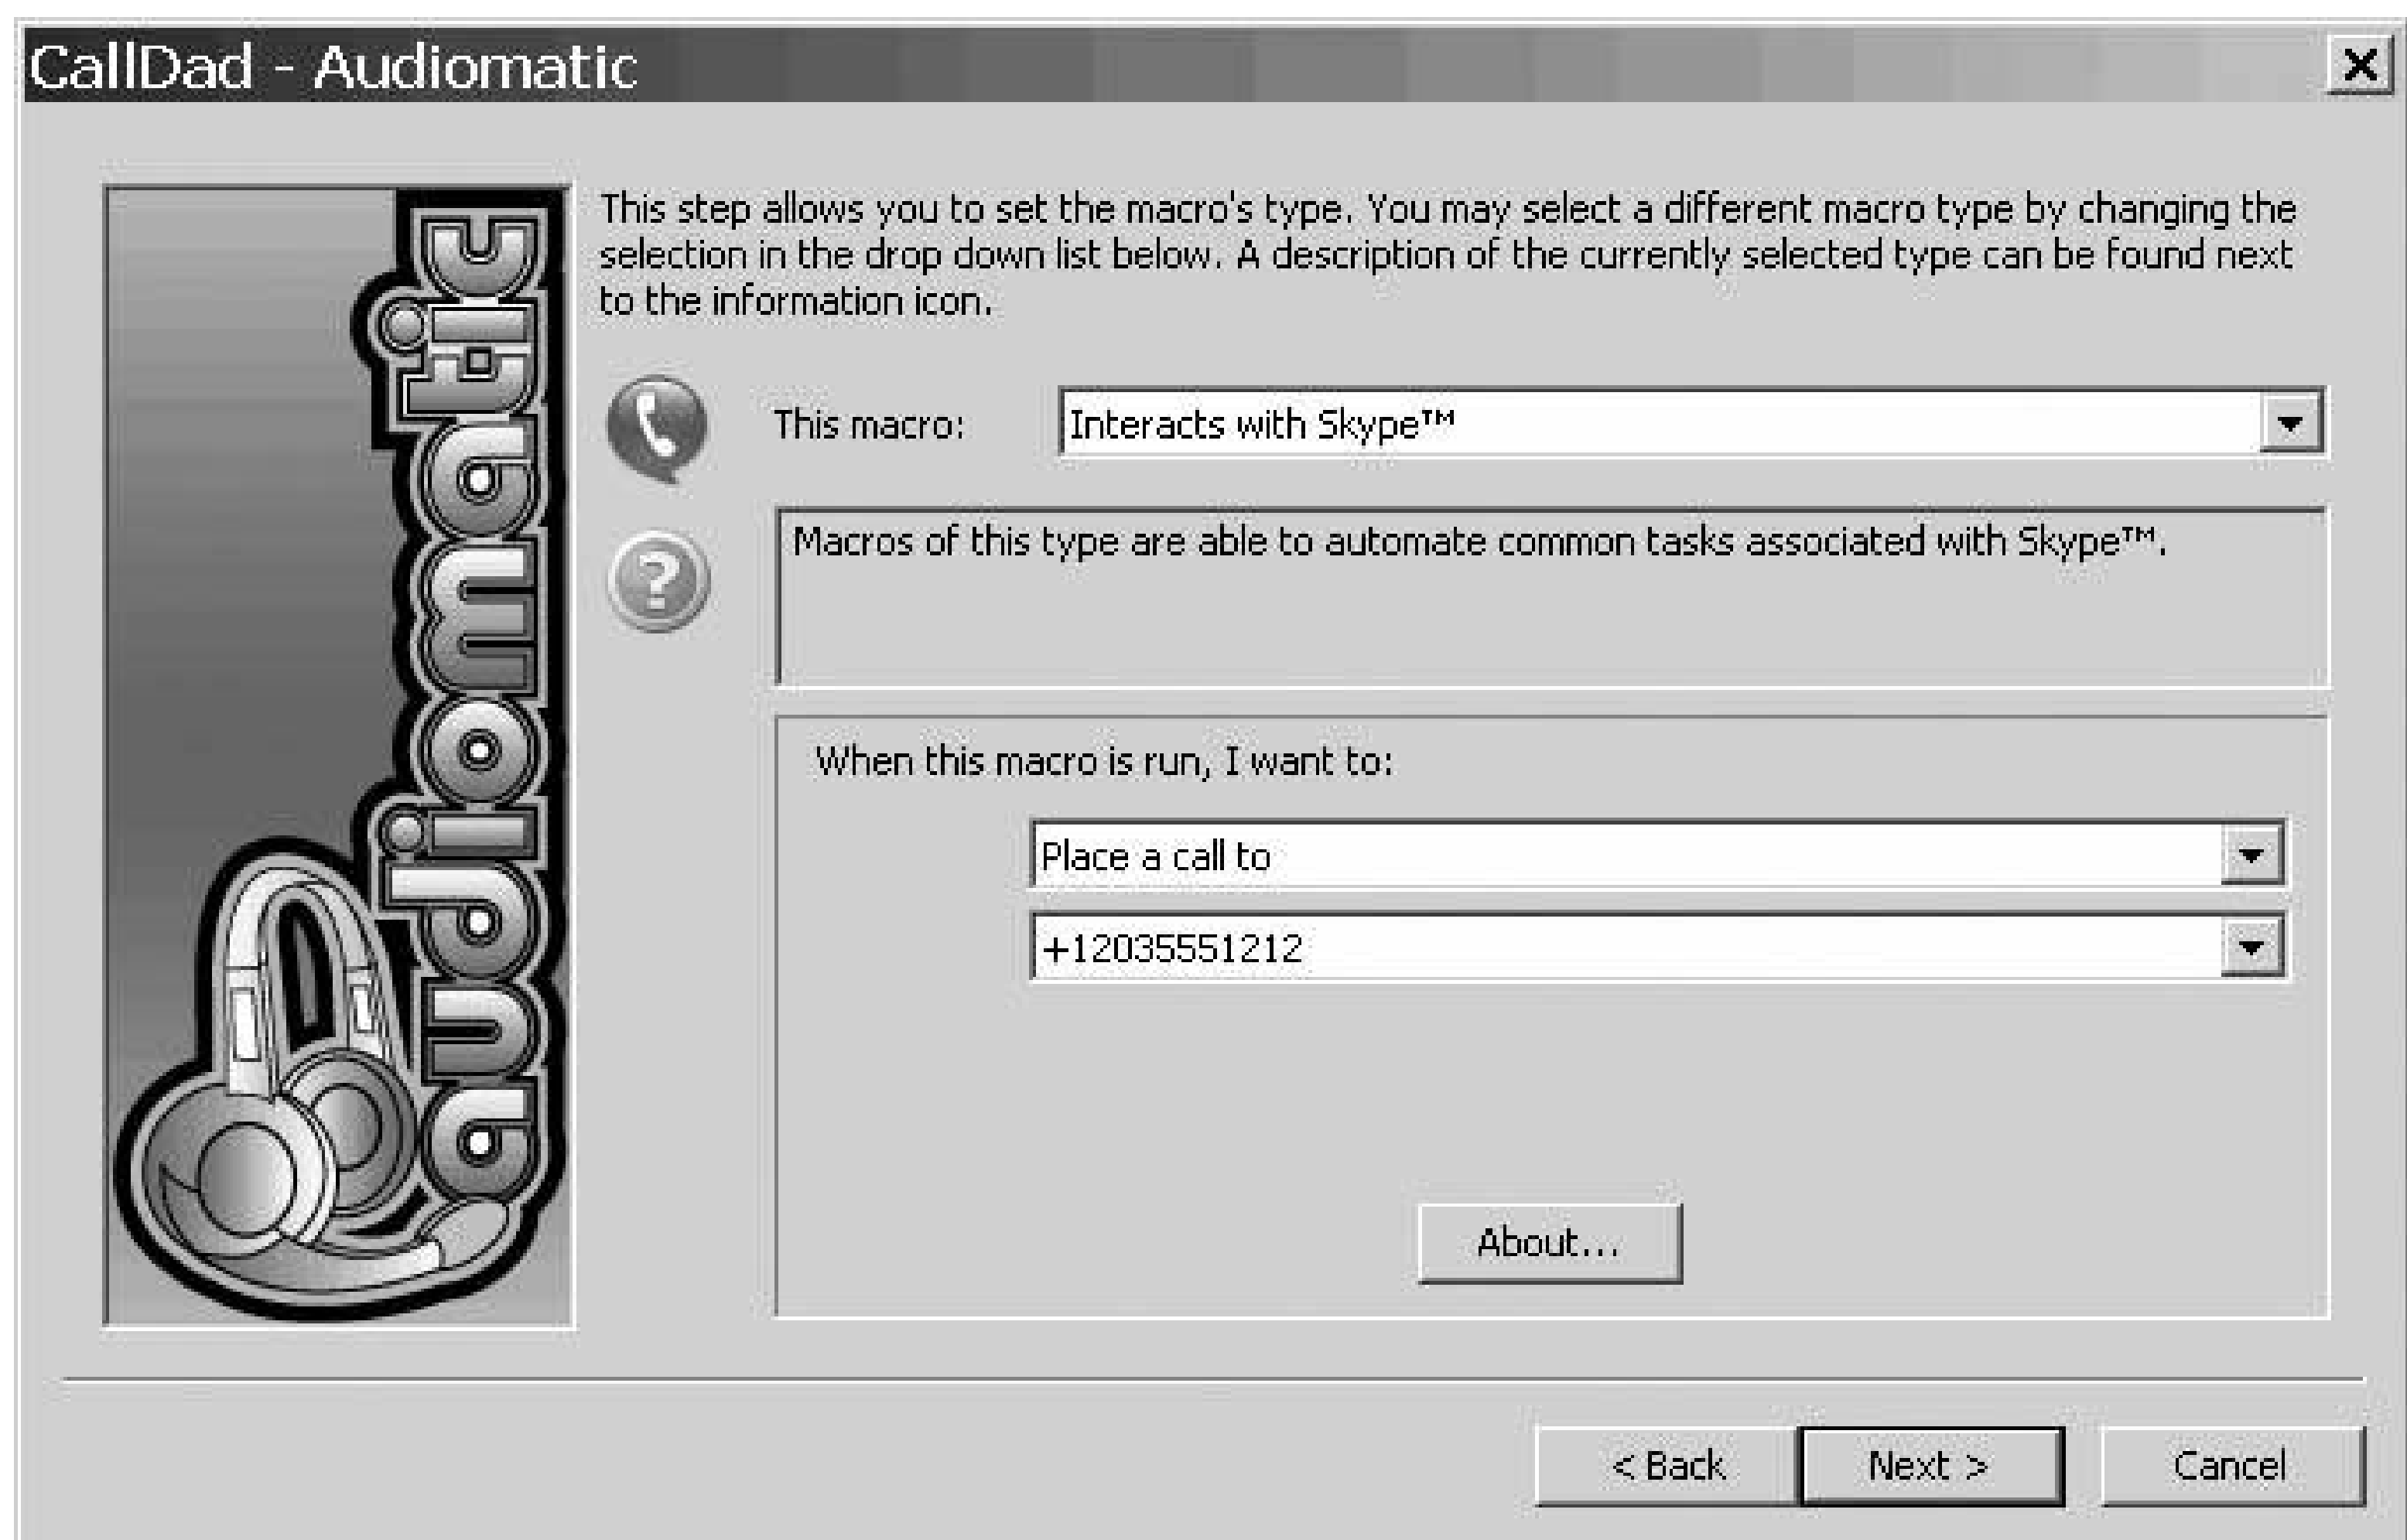 CallDad - Audiomatic
audiomatic
This step allows you to set the macro's type. You may select a different macro type by changing the
selection in the drop down list below. A description of the currently selected type can be found next
to the information icon.
This macro: Interacts with Skype™
?
Macros of this type are able to automate common tasks associated with Skype™.
When this macro is run, I want to:
Place a call to
+12035551212
About...
< Back Next > Cancel